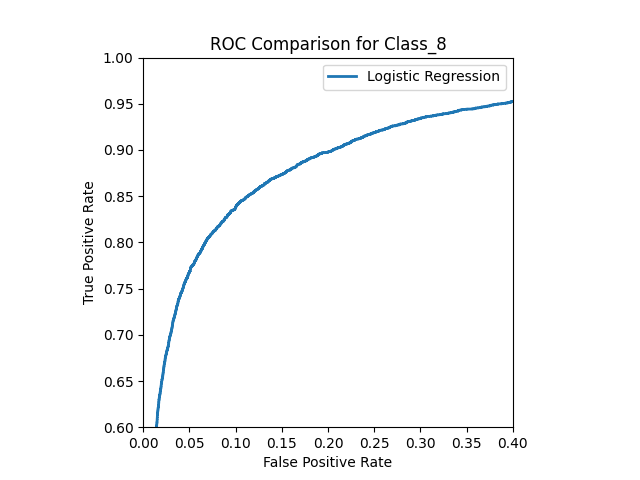 ROC Comparison for Class_8
Logistic Regression
True Positive Rate
1.00
0.95
0.90
0.85
0.80
0.75
0.70
0.65
0.60
0.00 0.05 0.10 0.15 0.20 0.25 0.30 0.35 0.40
False Positive Rate